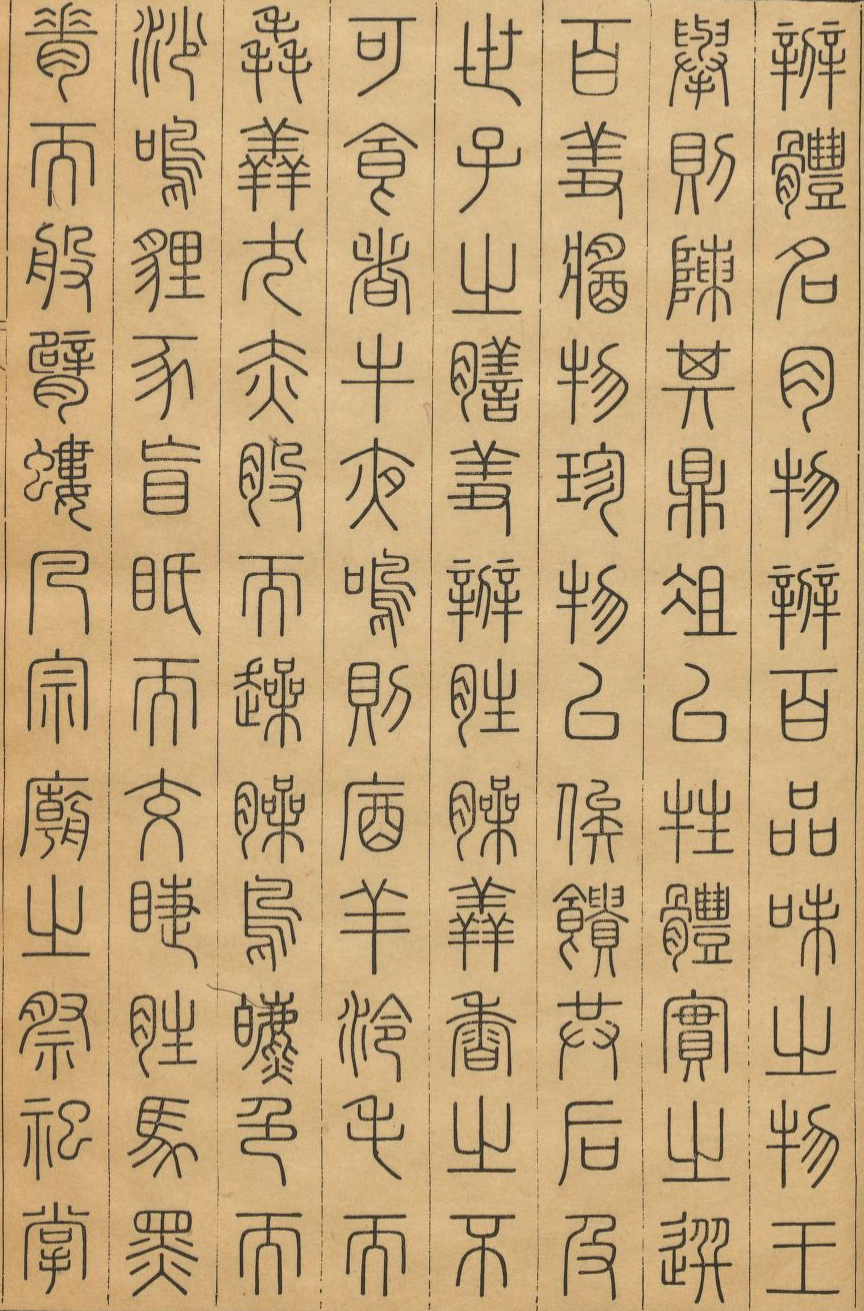 辨體名肉物辨百品味之物王
舉則陳其鼎俎以牲體實之選
百羞醬物珍物以俟饋共后及
世子之膳羞辨腥臊羴香之不
可食者牛夜鳴則庮羊泠毛而
毳羴犬赤股而躁臊鳥皫色而
沙鳴貍豕盲眡而交睫腥馬黑
脊而般臂螻凡宗廟之祭祀掌